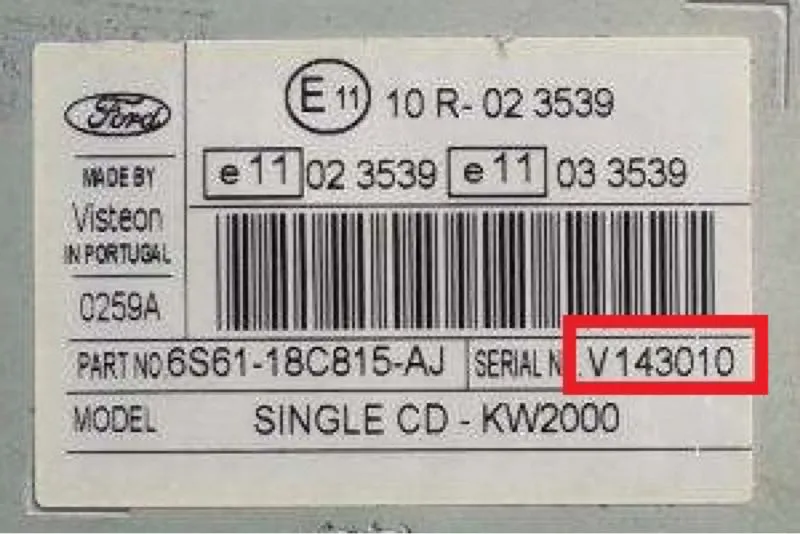 Ford
MADE BY
Visteon
IN PORTUGAL
0259A
E 11 10 R- 02 3539
e 11 02 3539 e 11 03 3539
PART NO. 6S61-18C815-AJ SERIAL N . V143010
MODEL SINGLE CD - KW2000